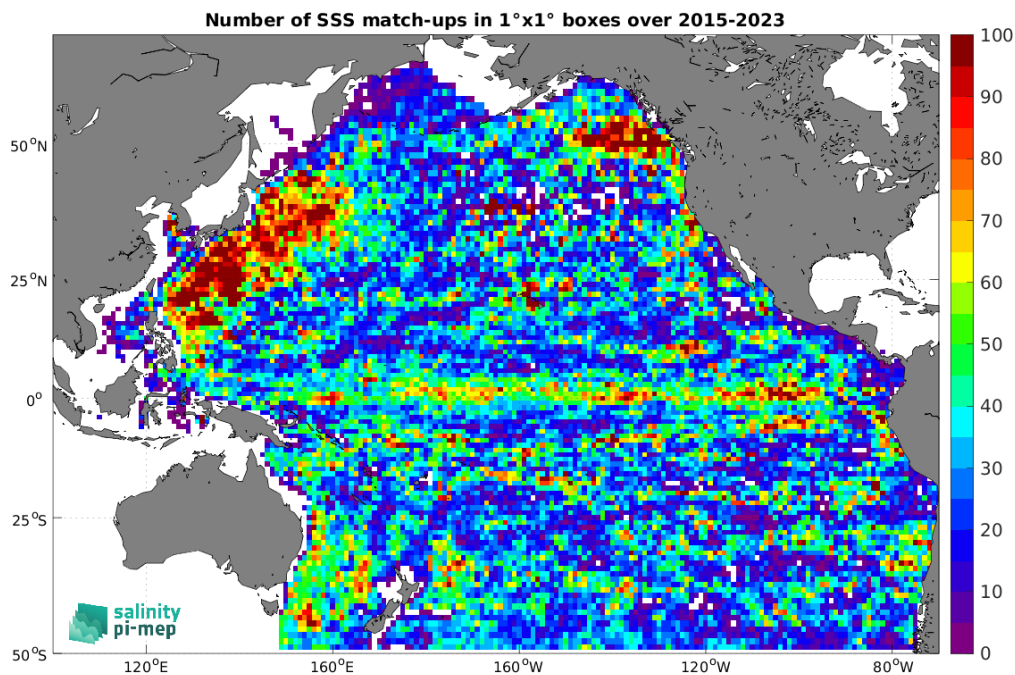 Number of SSS match-ups in 1°x1° boxes over 2015-2023
50°N
25°N
0°
25°S
50°S
120°E
160°E
160°W
120°W
80°W
100
90
80
70
60
50
40
30
20
10
0
salinity
pi-mep